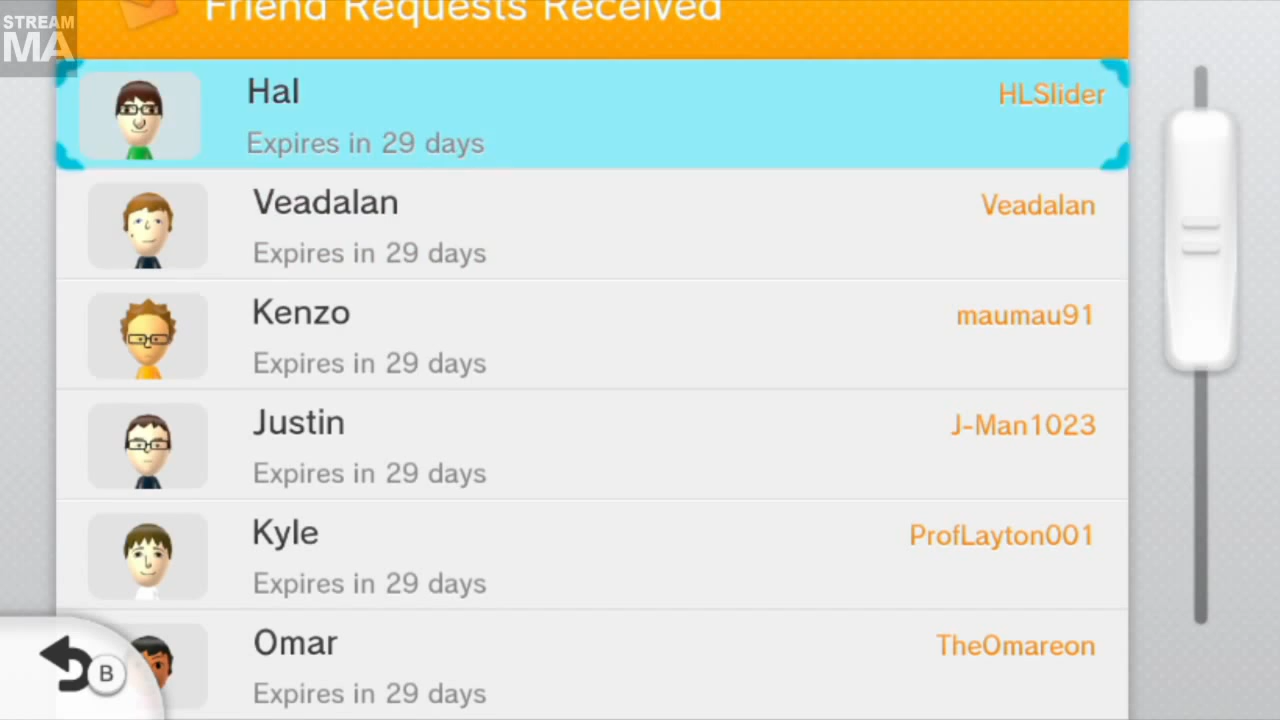 STREAM
MA
Friend Requests Received
Hal
HLSlider
Expires in 29 days
Veadalan
Veadalan
Expires in 29 days
Kenzo
maumau91
Expires in 29 days
Justin
J-Man1023
Expires in 29 days
Kyle
ProfLayton001
Expires in 29 days
Omar
TheOmareon
Expires in 29 days
B